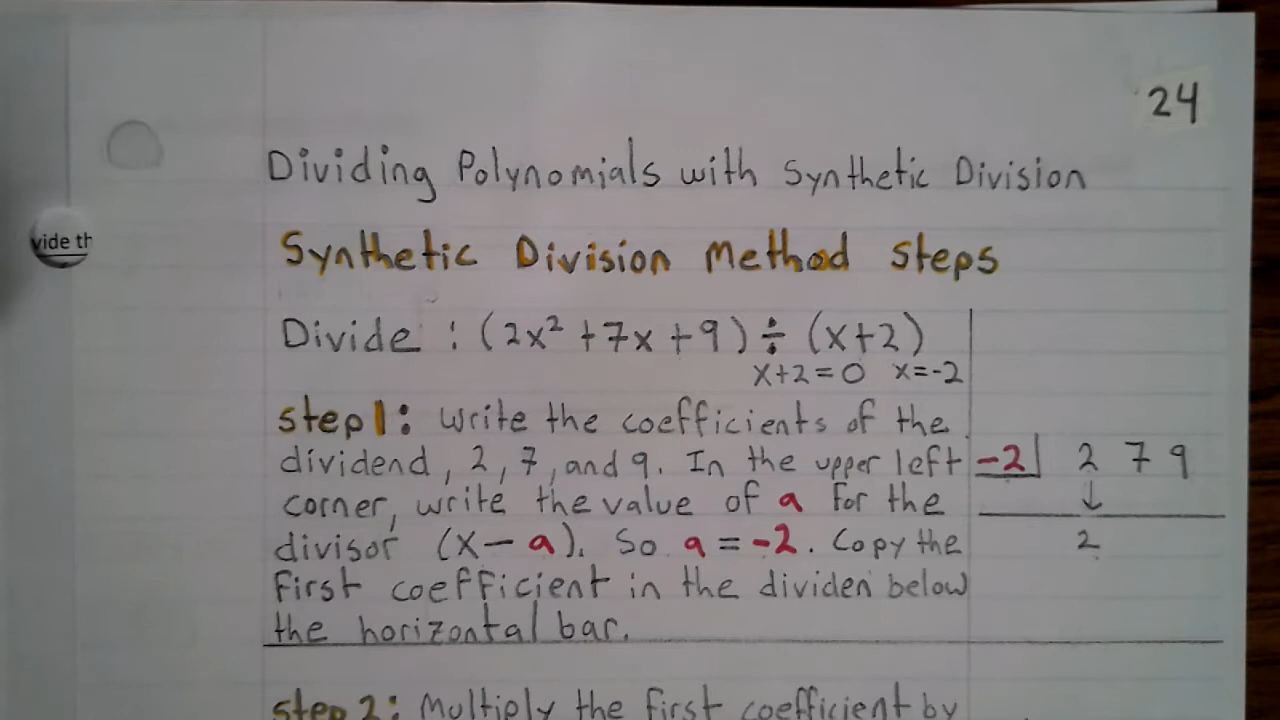 24
Dividing Polynomials with Synthetic Division
vide th
Synthetic Division Method Steps
Divide : (2x² +7x +9) ÷ (x+2)
x+2=0 x=-2
Step 1: Write the coefficients of the
dividend, 2, 7, and 9. In the upper left
corner, write the value of a for the
divisor (x-a). So a = -2. Copy the
first coefficient in the dividen below
the horizontal bar.
-2| 2 7 9
↓
2
Step 2: Multiply the first coefficient by